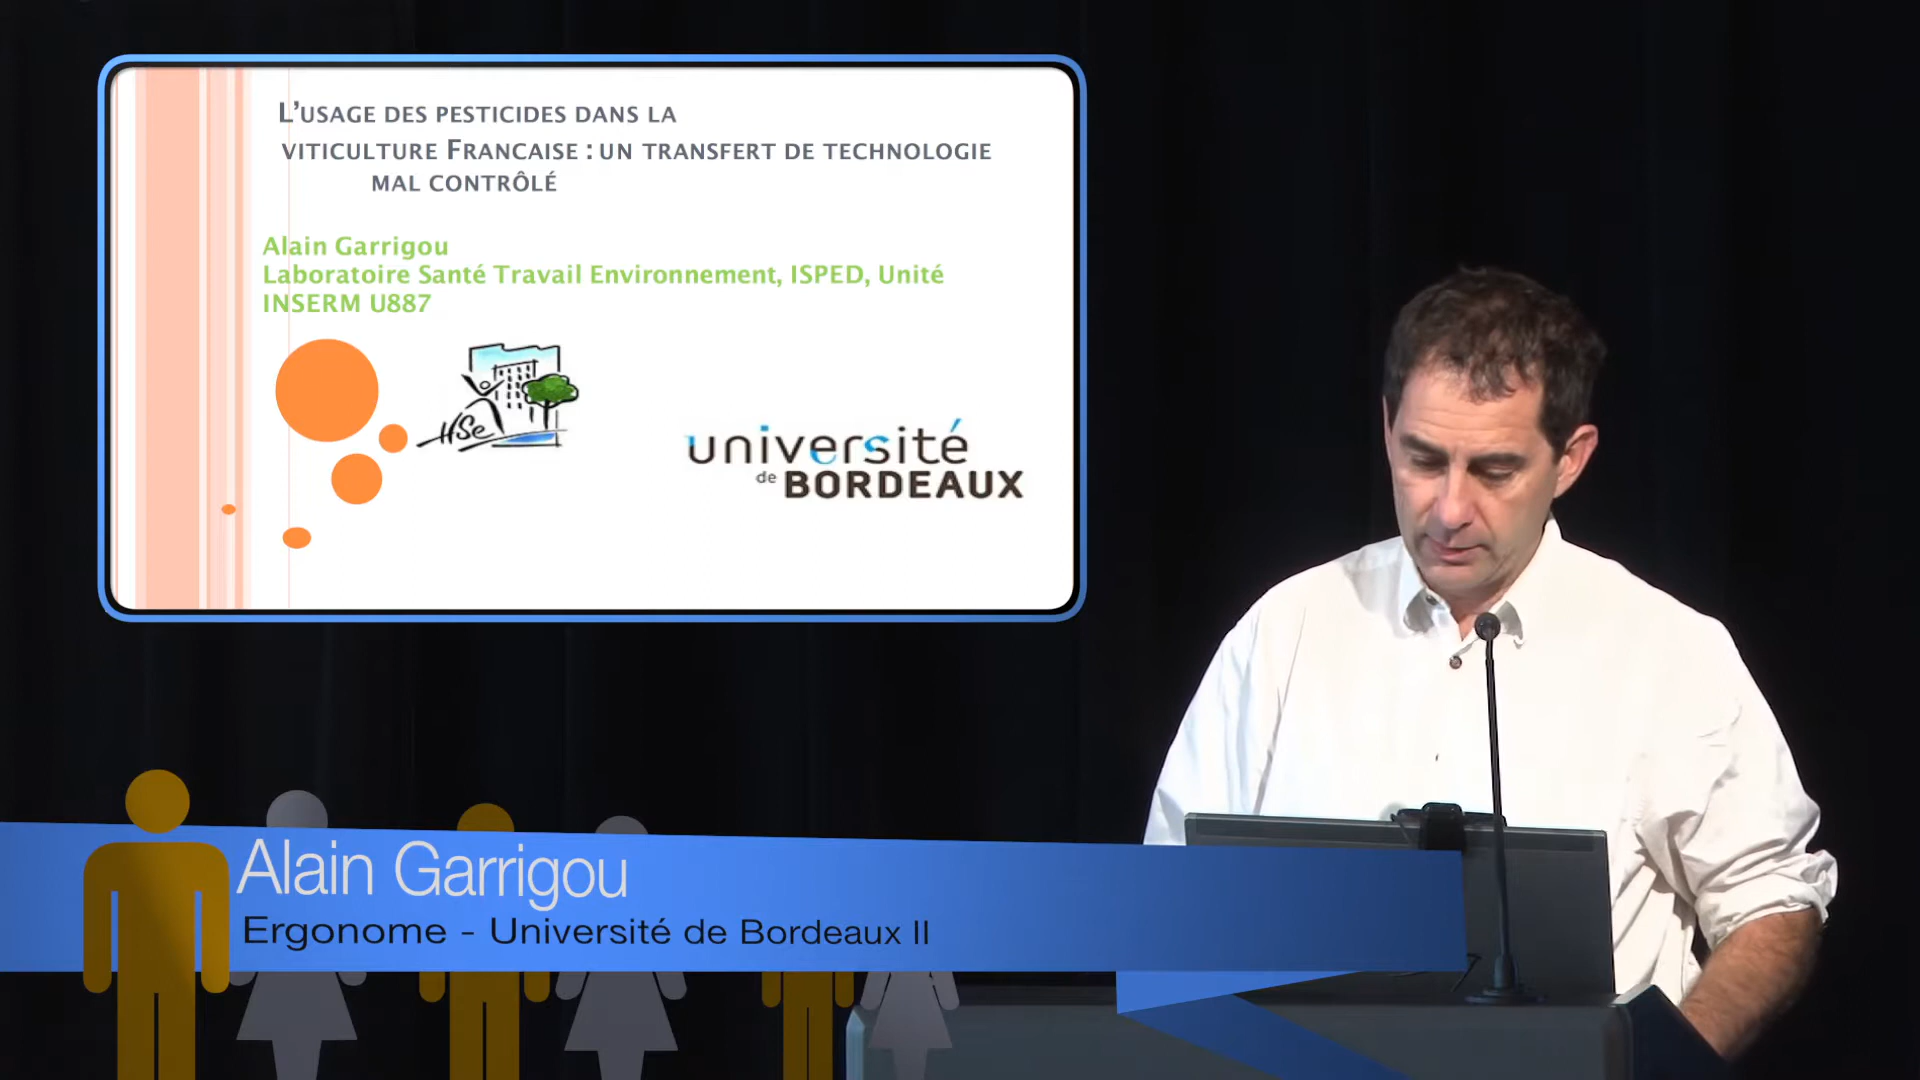 L'USAGE DES PESTICIDES DANS LA
VITICULTURE FRANCAISE : UN TRANSFERT DE TECHNOLOGIE
MAL CONTRÔLÉ
Alain Garrigou
Laboratoire Santé Travail Environnement, ISPED, Unité
INSERM U887
HSe
université
de BORDEAUX
Alain Garrigou
Ergonome - Université de Bordeaux II